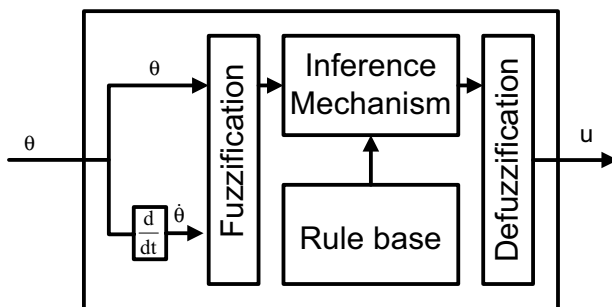 θ
θ
d
dt
θ̇
Fuzzification
Inference
Mechanism
Rule base
Defuzzification
u